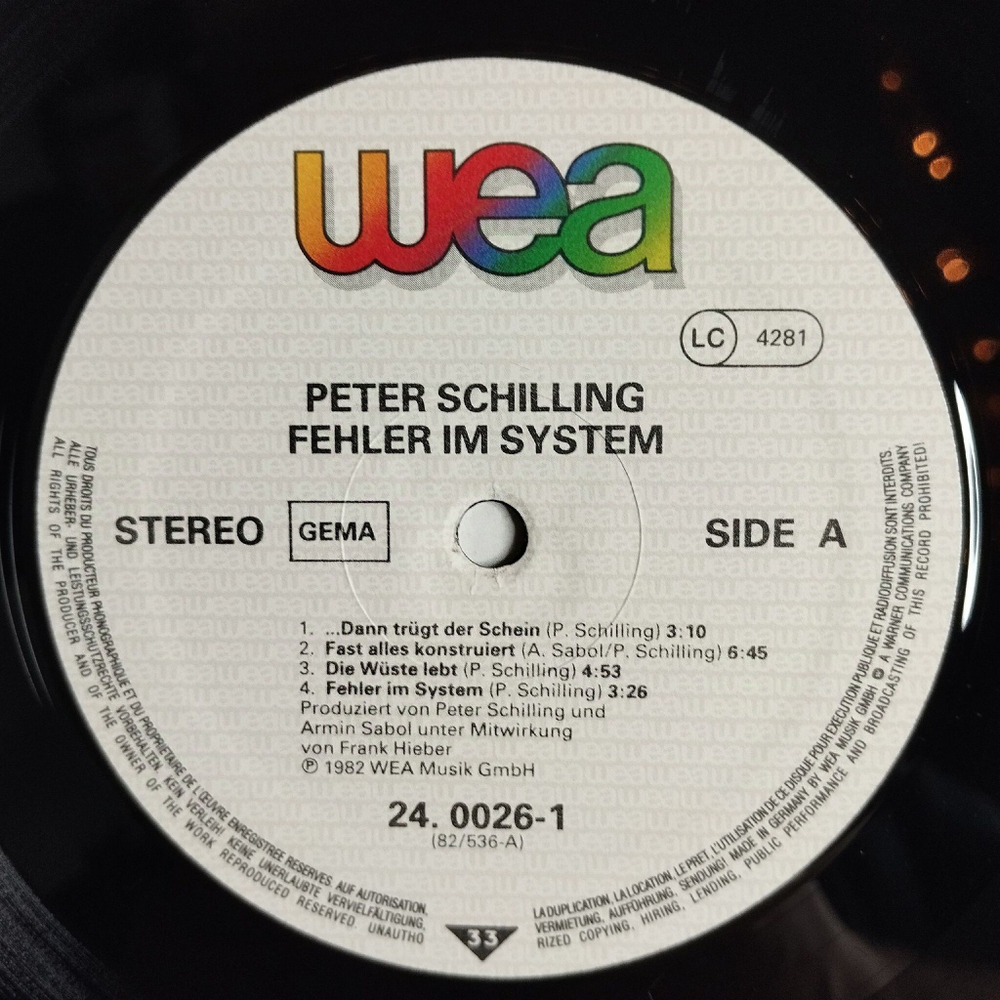 wea
LC 4281
PETER SCHILLING
FEHLER IM SYSTEM
STEREO GEMA SIDE A
1. ...Dann trügt der Schein (P. Schilling) 3:10
2. Fast alles konstruiert (A. Sabol/P. Schilling) 6:45
3. Die Wüste lebt (P. Schilling) 4:53
4. Fehler im System (P. Schilling) 3:26
Produziert von Peter Schilling und
Armin Sabol unter Mitwirkung
von Frank Hieber
℗ 1982 WEA Musik GmbH
24. 0026-1
(82/536-A)
33
TOUS DROITS DU PRODUCTEUR PHONOGRAPHIQUE ET DU PROPRIETAIRE DE L'ŒUVRE ENREGISTREE RESERVES. AUF AUTORISATION,
LA DUPLICATION, LA LOCATION, LE PRET, L'UTILISATION DE CE DISQUE POUR EXECUTION PUBLIQUE ET RADIODIFFUSION SONT INTERDITS.
ALLE URHEBER- UND LEISTUNGSSCHUTZRECHTE VORBEHALTEN. KEIN VERLEIH! KEINE UNERLAUBTE VERVIELFÄLTIGUNG,
VERMIETUNG, AUFFÜHRUNG, SENDUNG! MADE IN GERMANY BY WEA MUSIK GMBH A WARNER COMMUNICATIONS COMPANY
ALL RIGHTS OF THE PRODUCER AND OF THE OWNER OF THE WORK REPRODUCED RESERVED. UNAUTHO
RIZED COPYING, HIRING, LENDING, PUBLIC PERFORMANCE AND BROADCASTING OF THIS RECORD PROHIBITED!